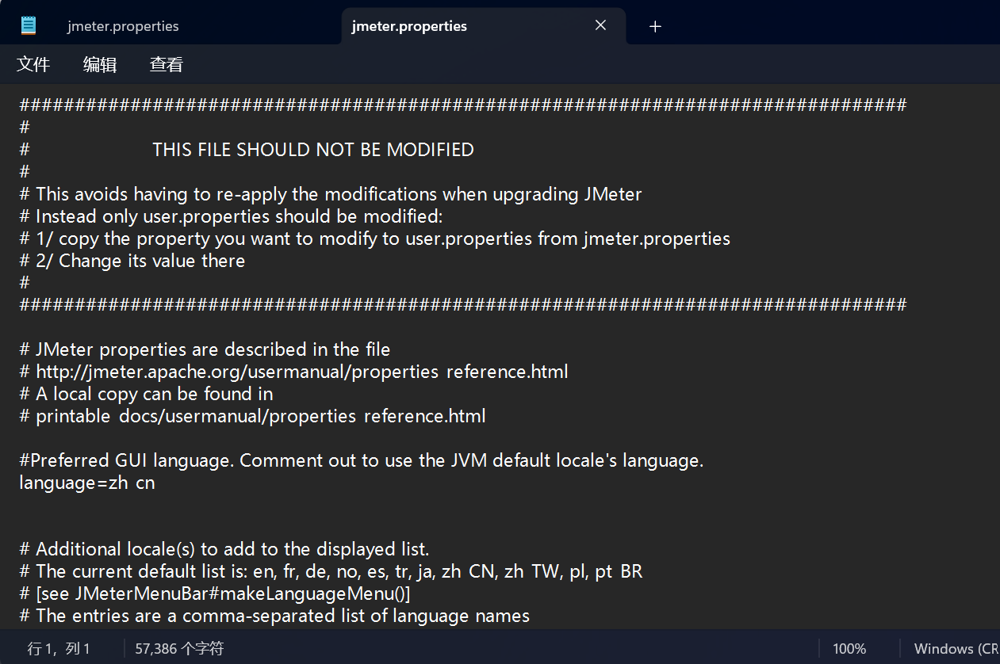 jmeter.properties
jmeter.properties
文件 编辑 查看
################################################################################
#
# THIS FILE SHOULD NOT BE MODIFIED
#
# This avoids having to re-apply the modifications when upgrading JMeter
# Instead only user.properties should be modified:
# 1/ copy the property you want to modify to user.properties from jmeter.properties
# 2/ Change its value there
#
################################################################################
# JMeter properties are described in the file
# http://jmeter.apache.org/usermanual/properties reference.html
# A local copy can be found in
# printable docs/usermanual/properties reference.html
#Preferred GUI language. Comment out to use the JVM default locale's language.
language=zh cn
# Additional locale(s) to add to the displayed list.
# The current default list is: en, fr, de, no, es, tr, ja, zh CN, zh TW, pl, pt BR
# [see JMeterMenuBar#makeLanguageMenu()]
# The entries are a comma-separated list of language names
行 1，列 1 57,386 个字符 100% Windows (CR